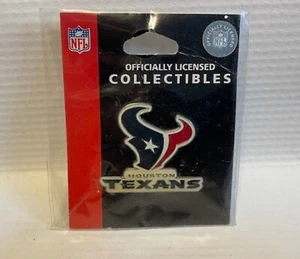 NFL
OFFICIALLY LICENSED
COLLECTIBLES
HOUSTON
TEXANS